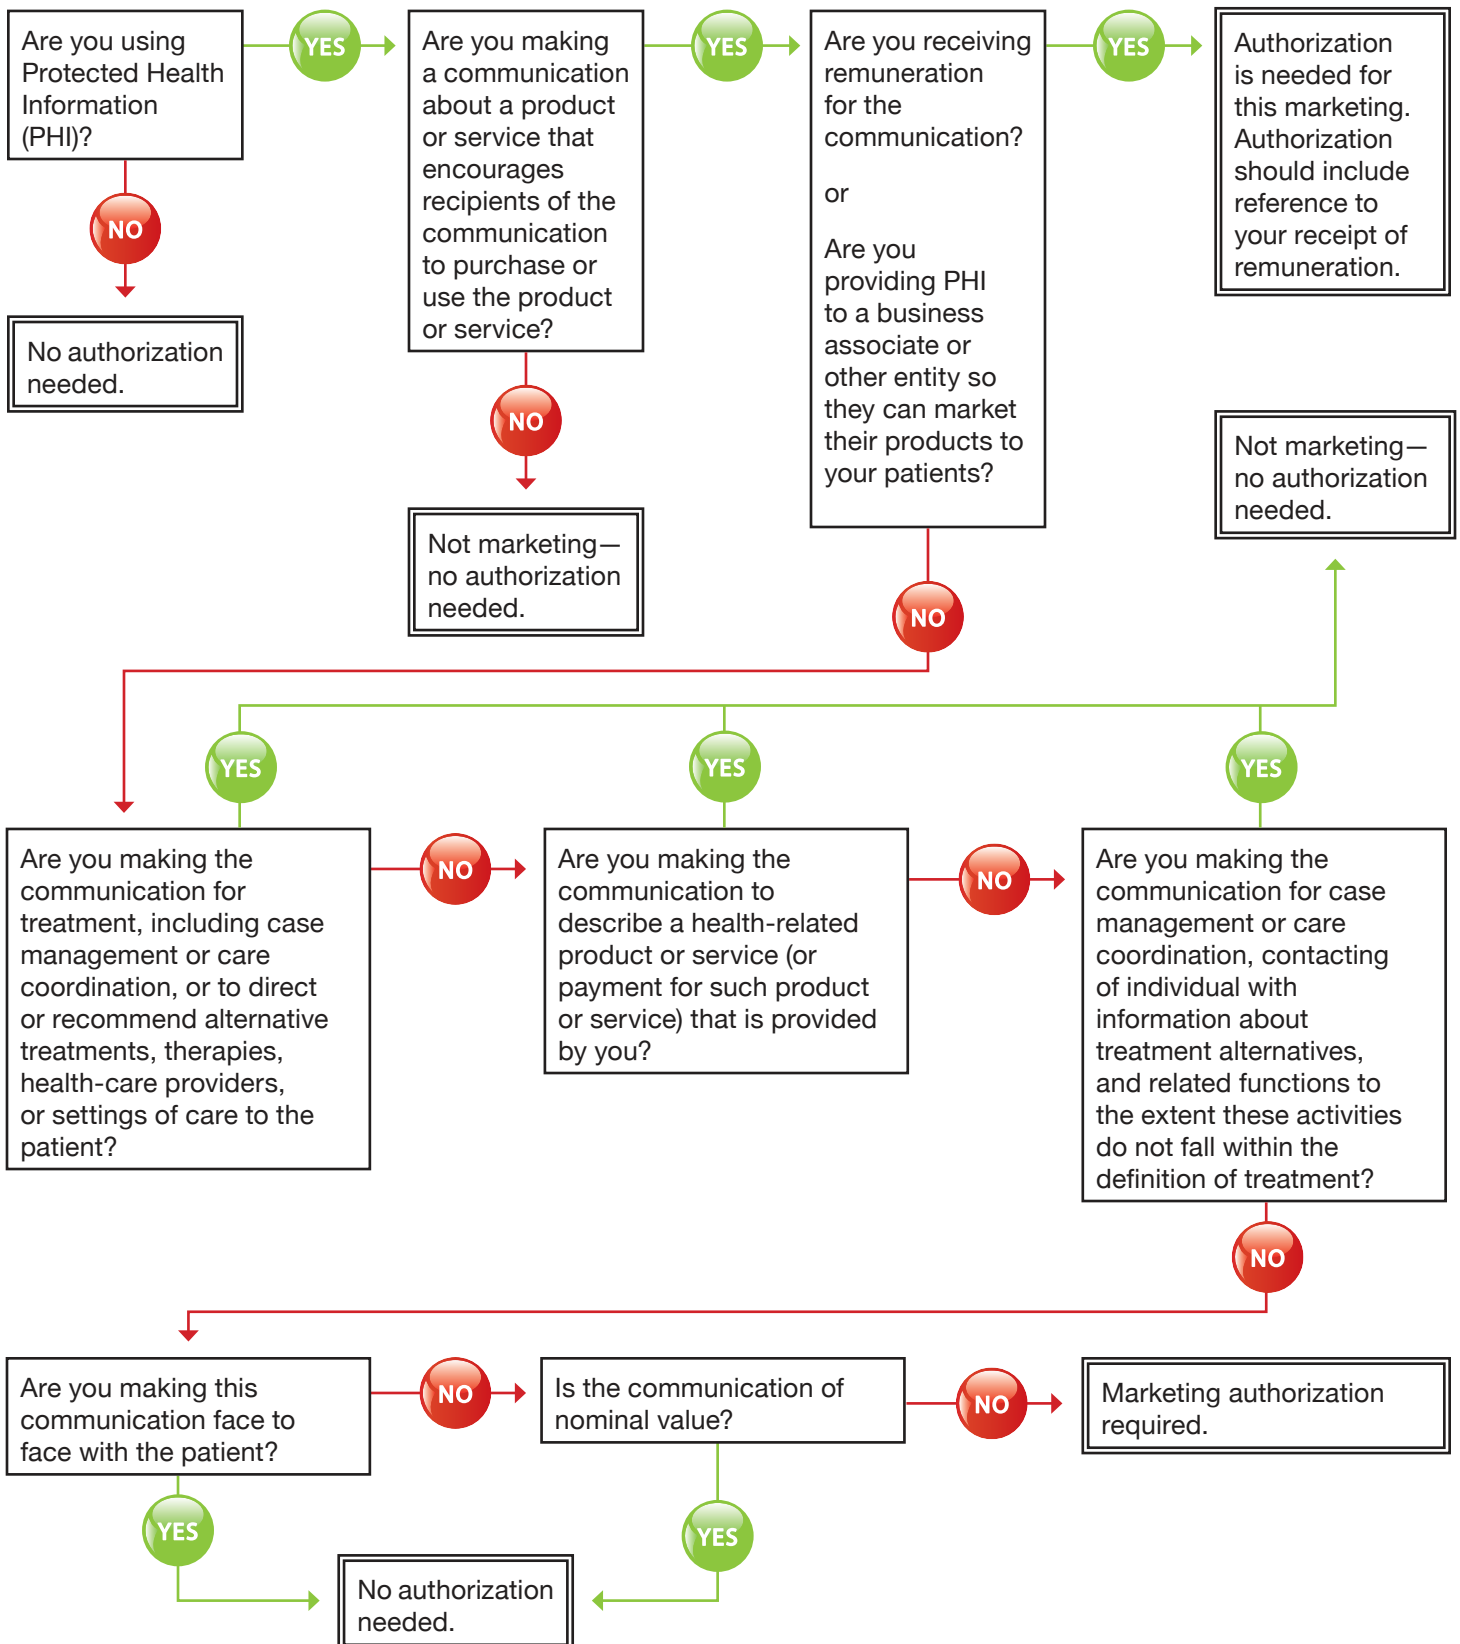 Are you using
Protected Health
Information
(PHI)?
YES
Are you making
a communication
about a product
or service that
encourages
recipients of the
communication
to purchase or
use the product
or service?
YES
Are you receiving
remuneration
for the
communication?
or
Are you
providing PHI
to a business
associate or
other entity so
they can market
their products to
your patients?
YES
Authorization
is needed for
this marketing.
Authorization
should include
reference to
your receipt of
remuneration.
NO
No authorization
needed.
NO
Not marketing—
no authorization
needed.
NO
Not marketing—
no authorization
needed.
YES
YES
YES
Are you making the
communication for
treatment, including case
management or care
coordination, or to direct
or recommend alternative
treatments, therapies,
health-care providers,
or settings of care to the
patient?
NO
Are you making the
communication to
describe a health-related
product or service (or
payment for such product
or service) that is provided
by you?
NO
Are you making the
communication for case
management or care
coordination, contacting
of individual with
information about
treatment alternatives,
and related functions to
the extent these activities
do not fall within the
definition of treatment?
NO
Are you making this
communication face to
face with the patient?
NO
Is the communication of
nominal value?
NO
Marketing authorization
required.
YES
YES
No authorization
needed.